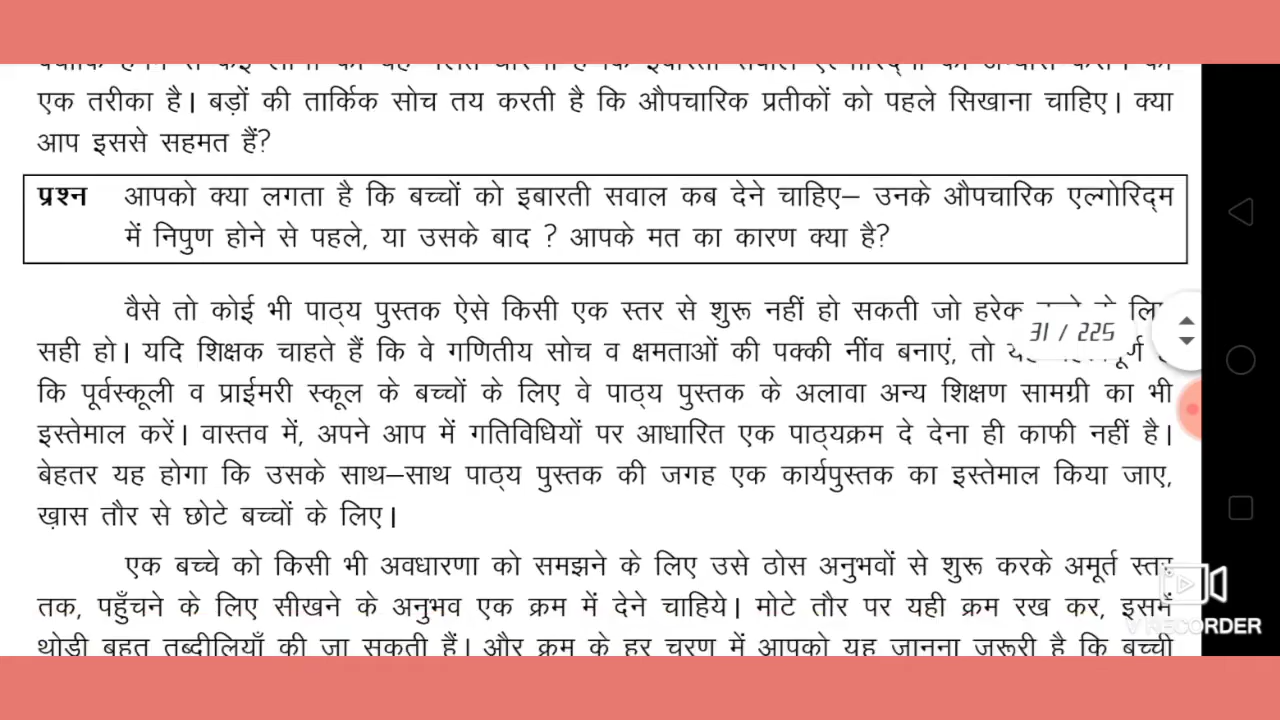 एक तरीका है। बड़ों की तार्किक सोच तय करती है कि औपचारिक प्रतीकों को पहले सिखाना चाहिए। क्या
आप इससे सहमत हैं?
प्रश्न आपको क्या लगता है कि बच्चों को इबारती सवाल कब देने चाहिए– उनके औपचारिक एल्गोरिद्म
में निपुण होने से पहले, या उसके बाद ? आपके मत का कारण क्या है?
वैसे तो कोई भी पाठ्य पुस्तक ऐसे किसी एक स्तर से शुरू नहीं हो सकती जो हरेक
31 / 225
सही हो। यदि शिक्षक चाहते हैं कि वे गणितीय सोच व क्षमताओं की पक्की नींव बनाएं, तो
कि पूर्वस्कूली व प्राईमरी स्कूल के बच्चों के लिए वे पाठ्य पुस्तक के अलावा अन्य शिक्षण सामग्री का भी
इस्तेमाल करें। वास्तव में, अपने आप में गतिविधियों पर आधारित एक पाठ्यक्रम दे देना ही काफी नहीं है।
बेहतर यह होगा कि उसके साथ–साथ पाठ्य पुस्तक की जगह एक कार्यपुस्तक का इस्तेमाल किया जाए,
ख़ास तौर से छोटे बच्चों के लिए।
एक बच्चे को किसी भी अवधारणा को समझने के लिए उसे ठोस अनुभवों से शुरू करके अमूर्त स्तर
तक, पहुँचने के लिए सीखने के अनुभव एक क्रम में देने चाहिये। मोटे तौर पर यही क्रम रख कर, इसमें
V RECORDER
थोड़ी बहुत तब्दीलियाँ की जा सकती हैं। और क्रम के हर चरण में आपको यह जानना जरूरी है कि बच्ची